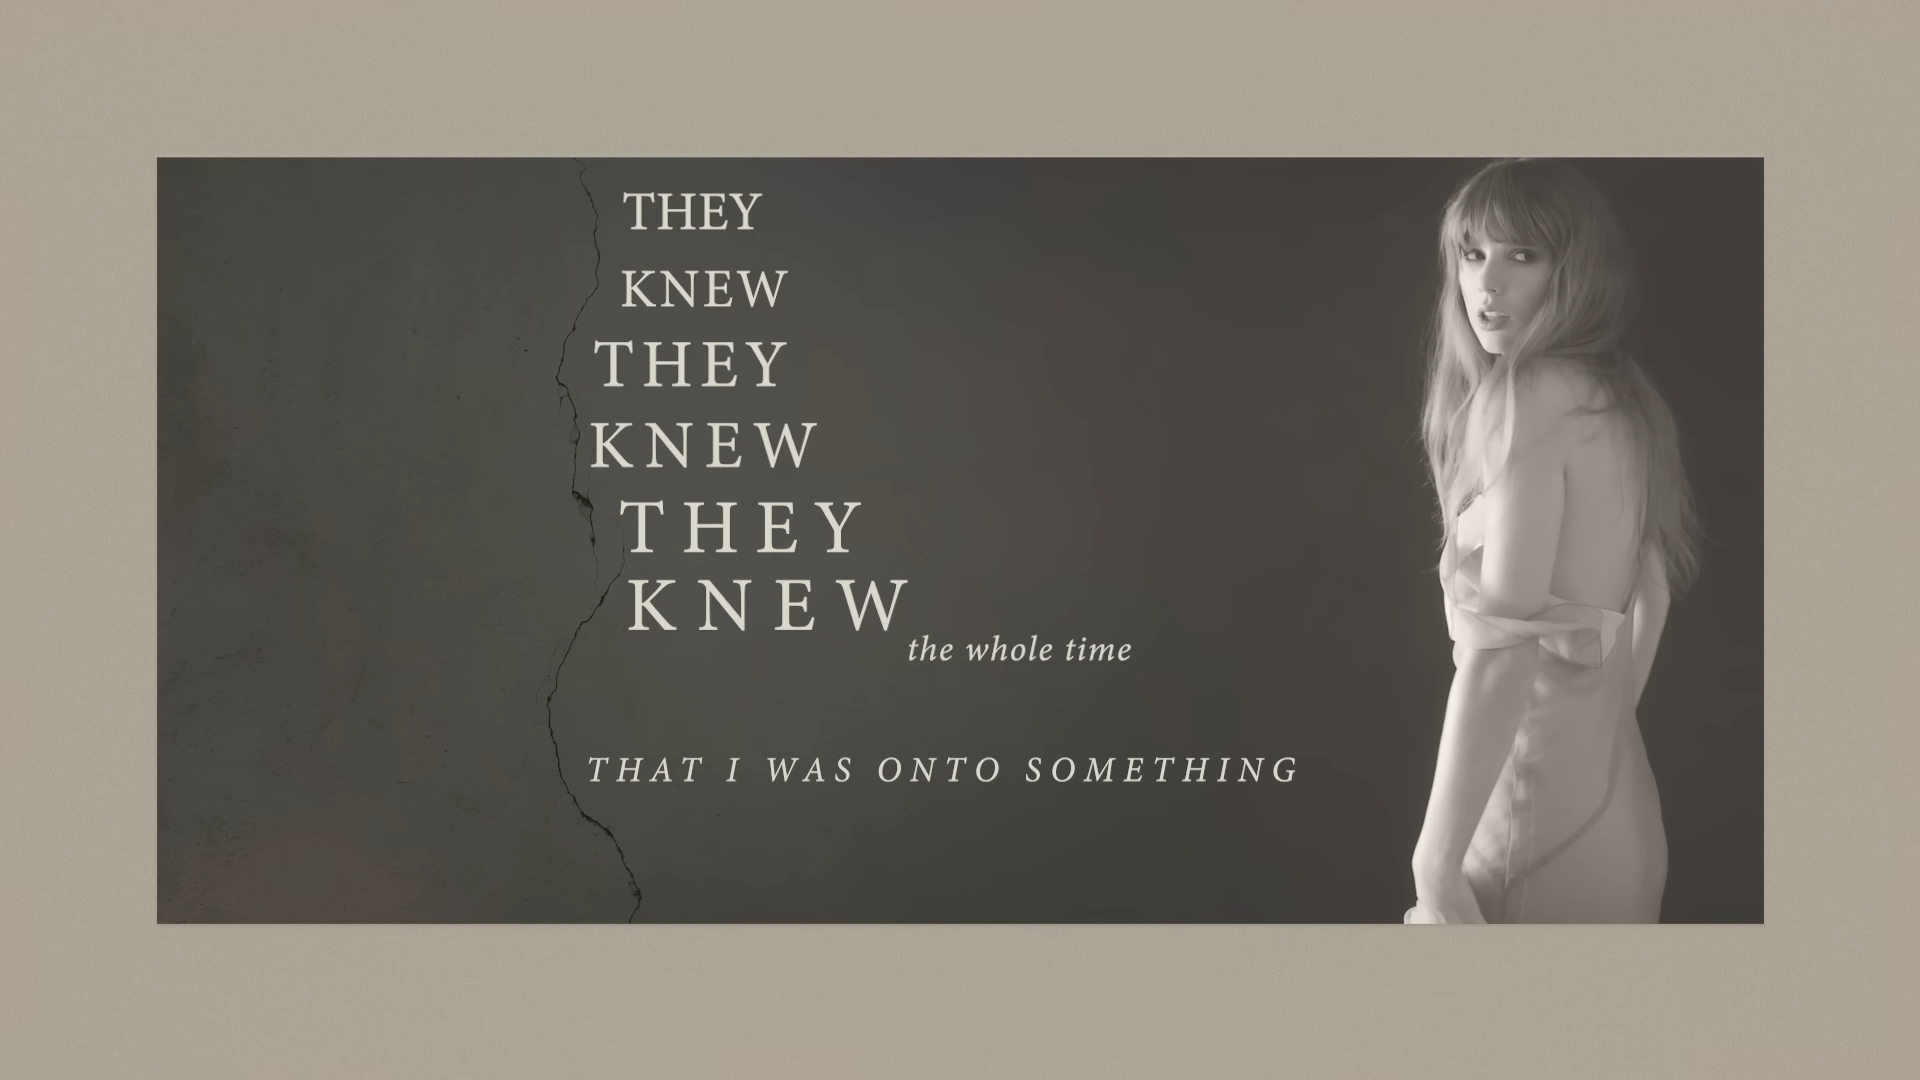 THEY
KNEW
THEY
KNEW
THEY
KNEW
the whole time
THAT I WAS ONTO SOMETHING